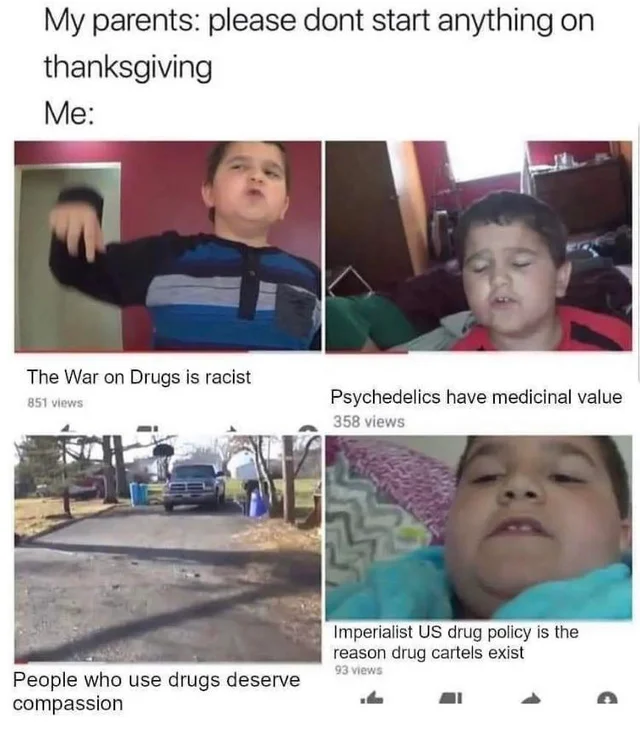 My parents: please dont start anything on
thanksgiving
Me:
The War on Drugs is racist
851 views
Psychedelics have medicinal value
358 views
People who use drugs deserve
compassion
Imperialist US drug policy is the
reason drug cartels exist
93 views